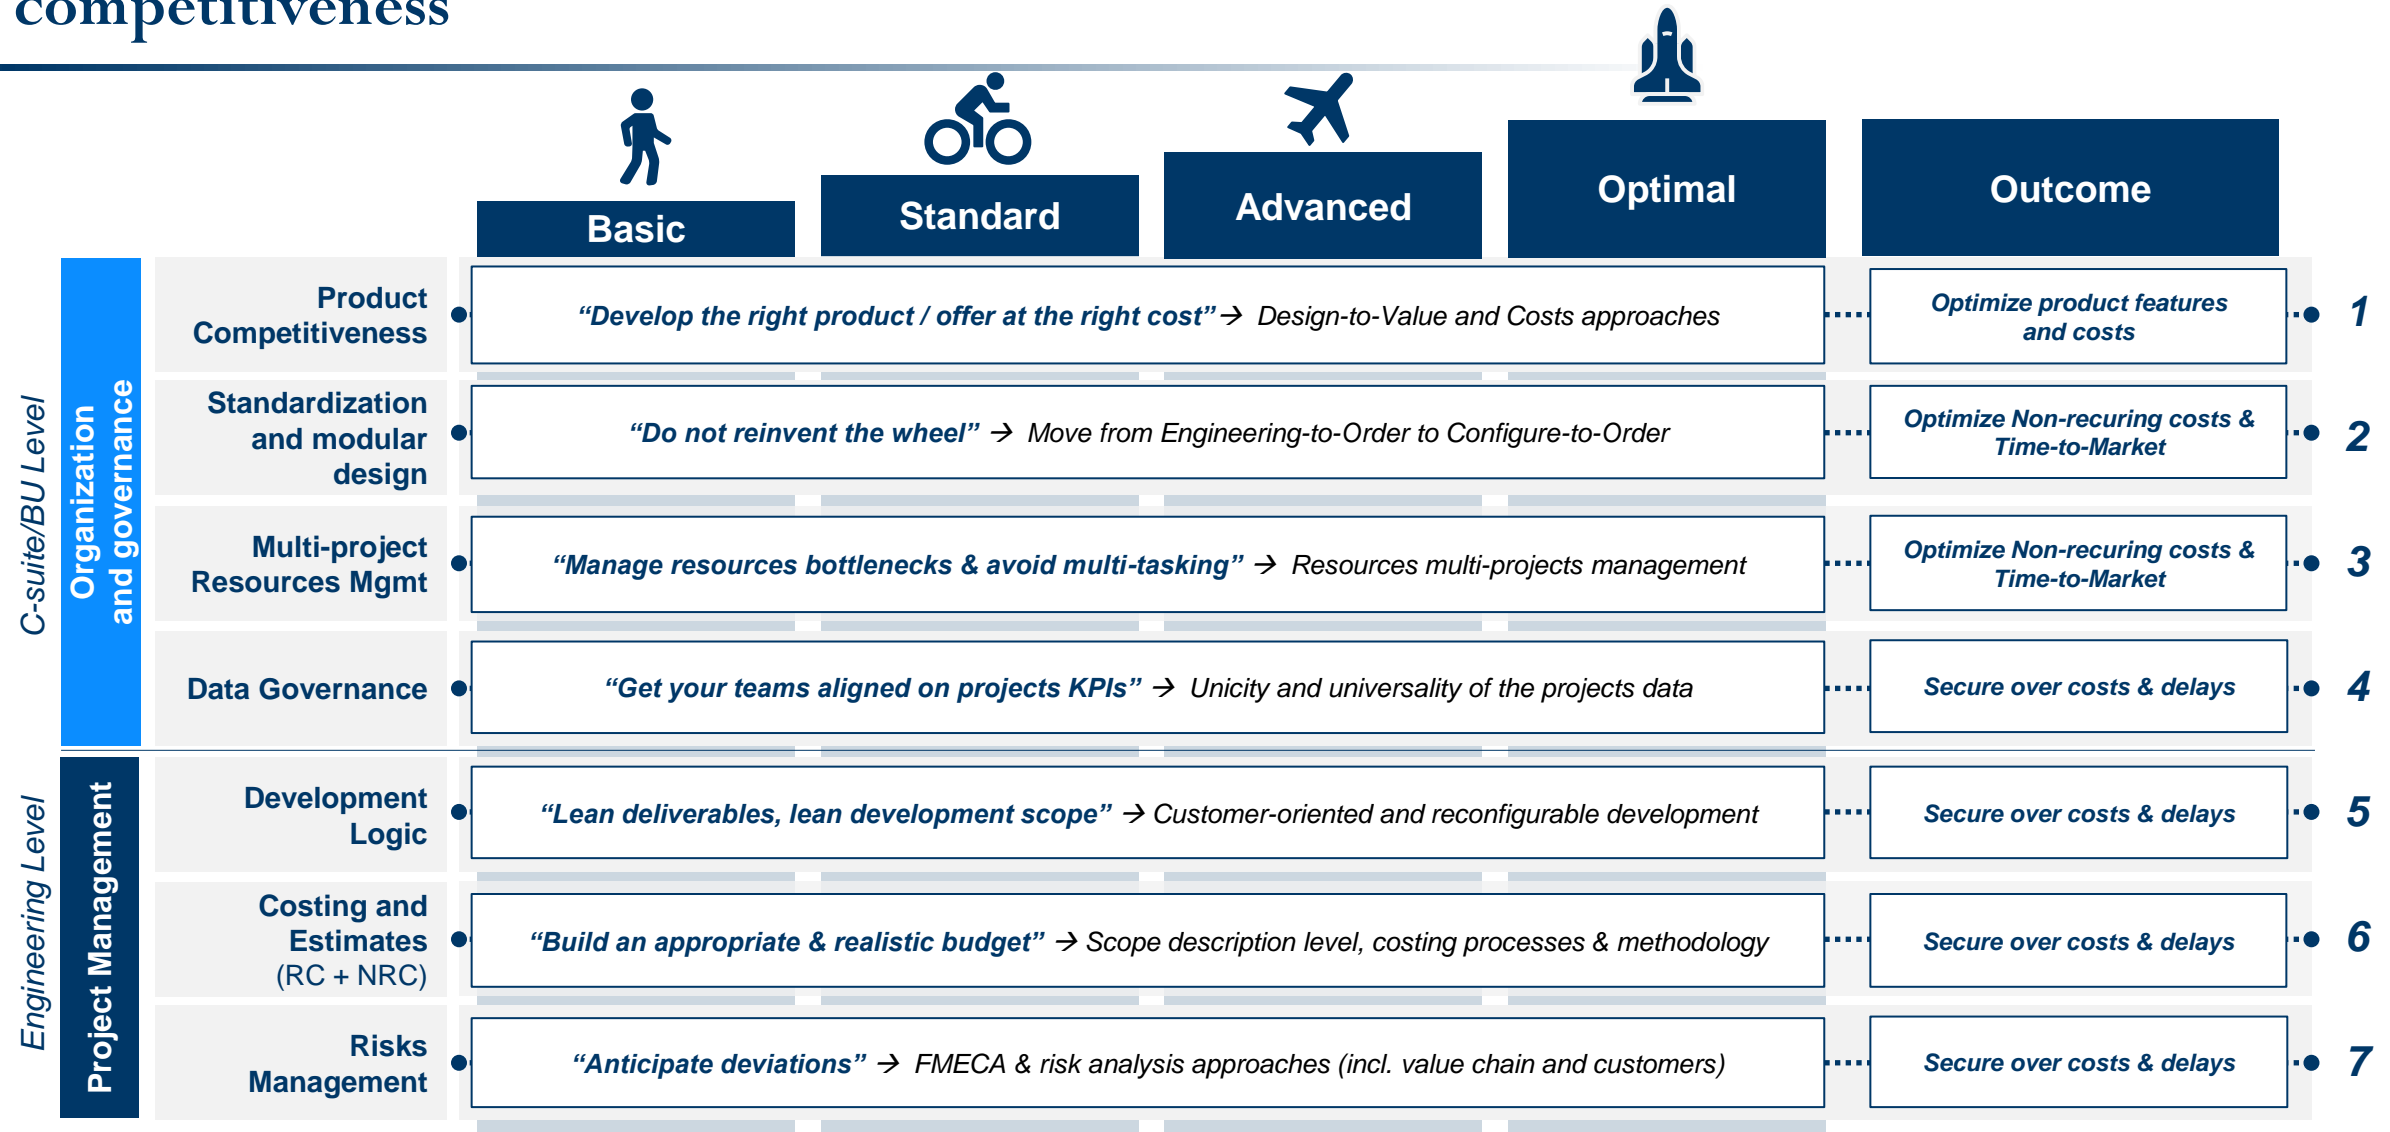 competitiveness
Basic
Standard
Advanced
Optimal
Outcome
C-suite/BU Level
Organization
and governance
Product
Competitiveness
“Develop the right product / offer at the right cost”→ Design-to-Value and Costs approaches
Optimize product features
and costs
1
Standardization
and modular
design
“Do not reinvent the wheel” → Move from Engineering-to-Order to Configure-to-Order
Optimize Non-recuring costs &
Time-to-Market
2
Multi-project
Resources Mgmt
“Manage resources bottlenecks & avoid multi-tasking” → Resources multi-projects management
Optimize Non-recuring costs &
Time-to-Market
3
Data Governance
“Get your teams aligned on projects KPIs” → Unicity and universality of the projects data
Secure over costs & delays
4
Engineering Level
Project Management
Development
Logic
“Lean deliverables, lean development scope” → Customer-oriented and reconfigurable development
Secure over costs & delays
5
Costing and
Estimates
(RC + NRC)
“Build an appropriate & realistic budget” → Scope description level, costing processes & methodology
Secure over costs & delays
6
Risks
Management
“Anticipate deviations” → FMECA & risk analysis approaches (incl. value chain and customers)
Secure over costs & delays
7